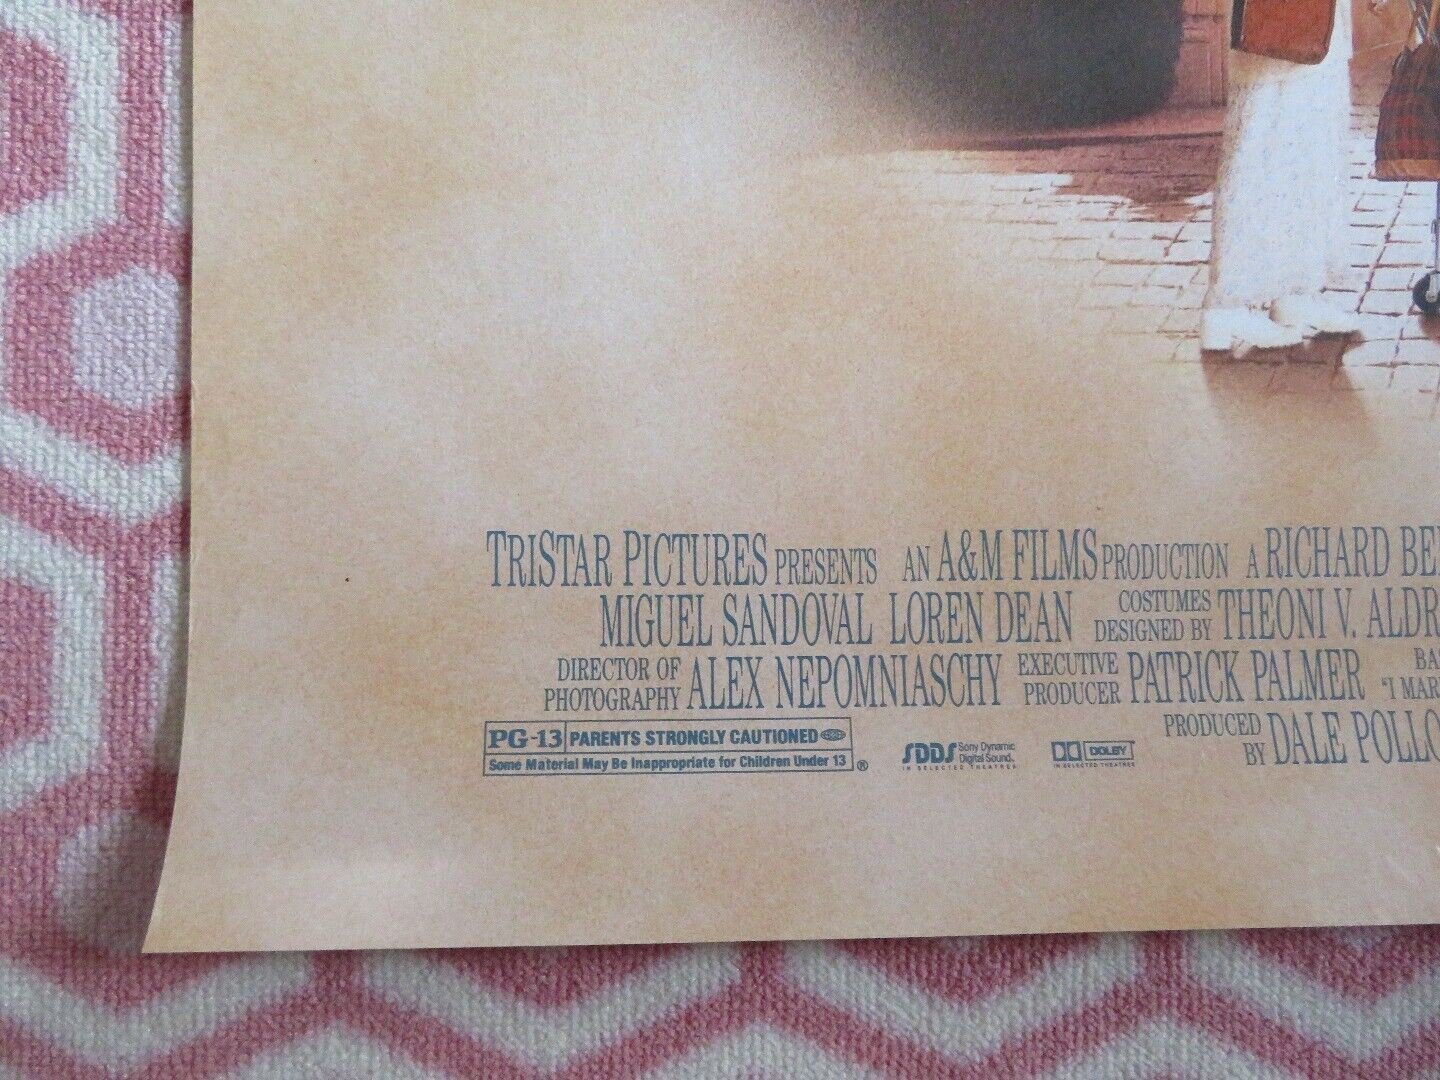 TRISTAR PICTURES PRESENTS AN A&M FILMS PRODUCTION A RICHARD BE
MIGUEL SANDOVAL LOREN DEAN COSTUMES DESIGNED BY THEONI V. ALDR
DIRECTOR OF PHOTOGRAPHY ALEX NEPOMNIASCHY EXECUTIVE PRODUCER PATRICK PALMER BA "I MAR
PRODUCED BY DALE POLLO
PG-13 PARENTS STRONGLY CAUTIONED
Some Material May Be Inappropriate for Children Under 13 ®
SDDS Sony Dynamic Digital Sound.
IN SELECTED THEATRES
DOLBY
IN SELECTED THEATRES